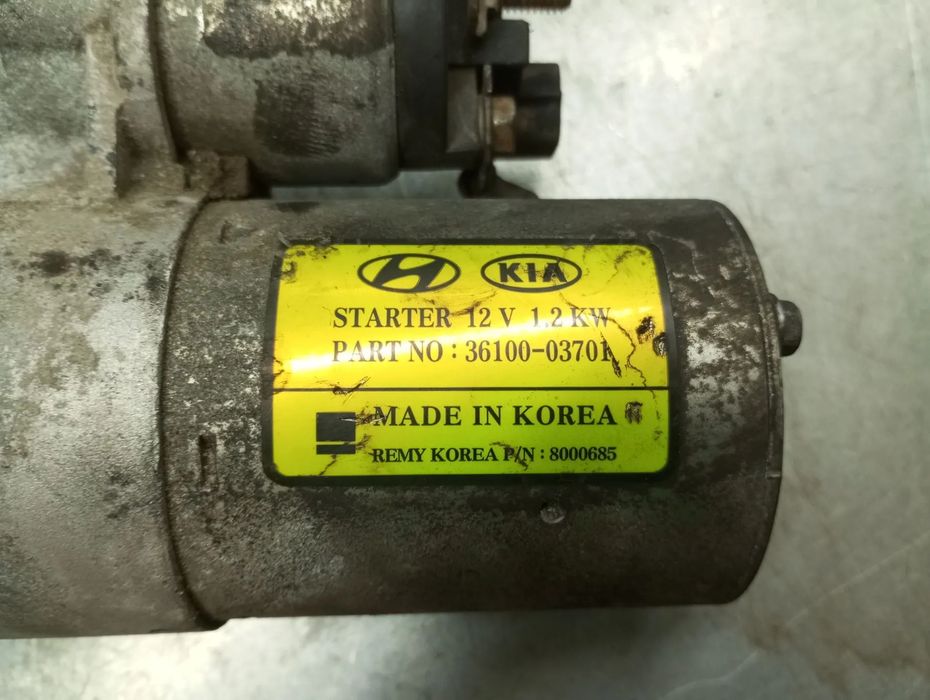 KIA
STARTER 12 V 1.2 KW
PART NO : 36100-03701
MADE IN KOREA
REMY KOREA P/N : 8000685